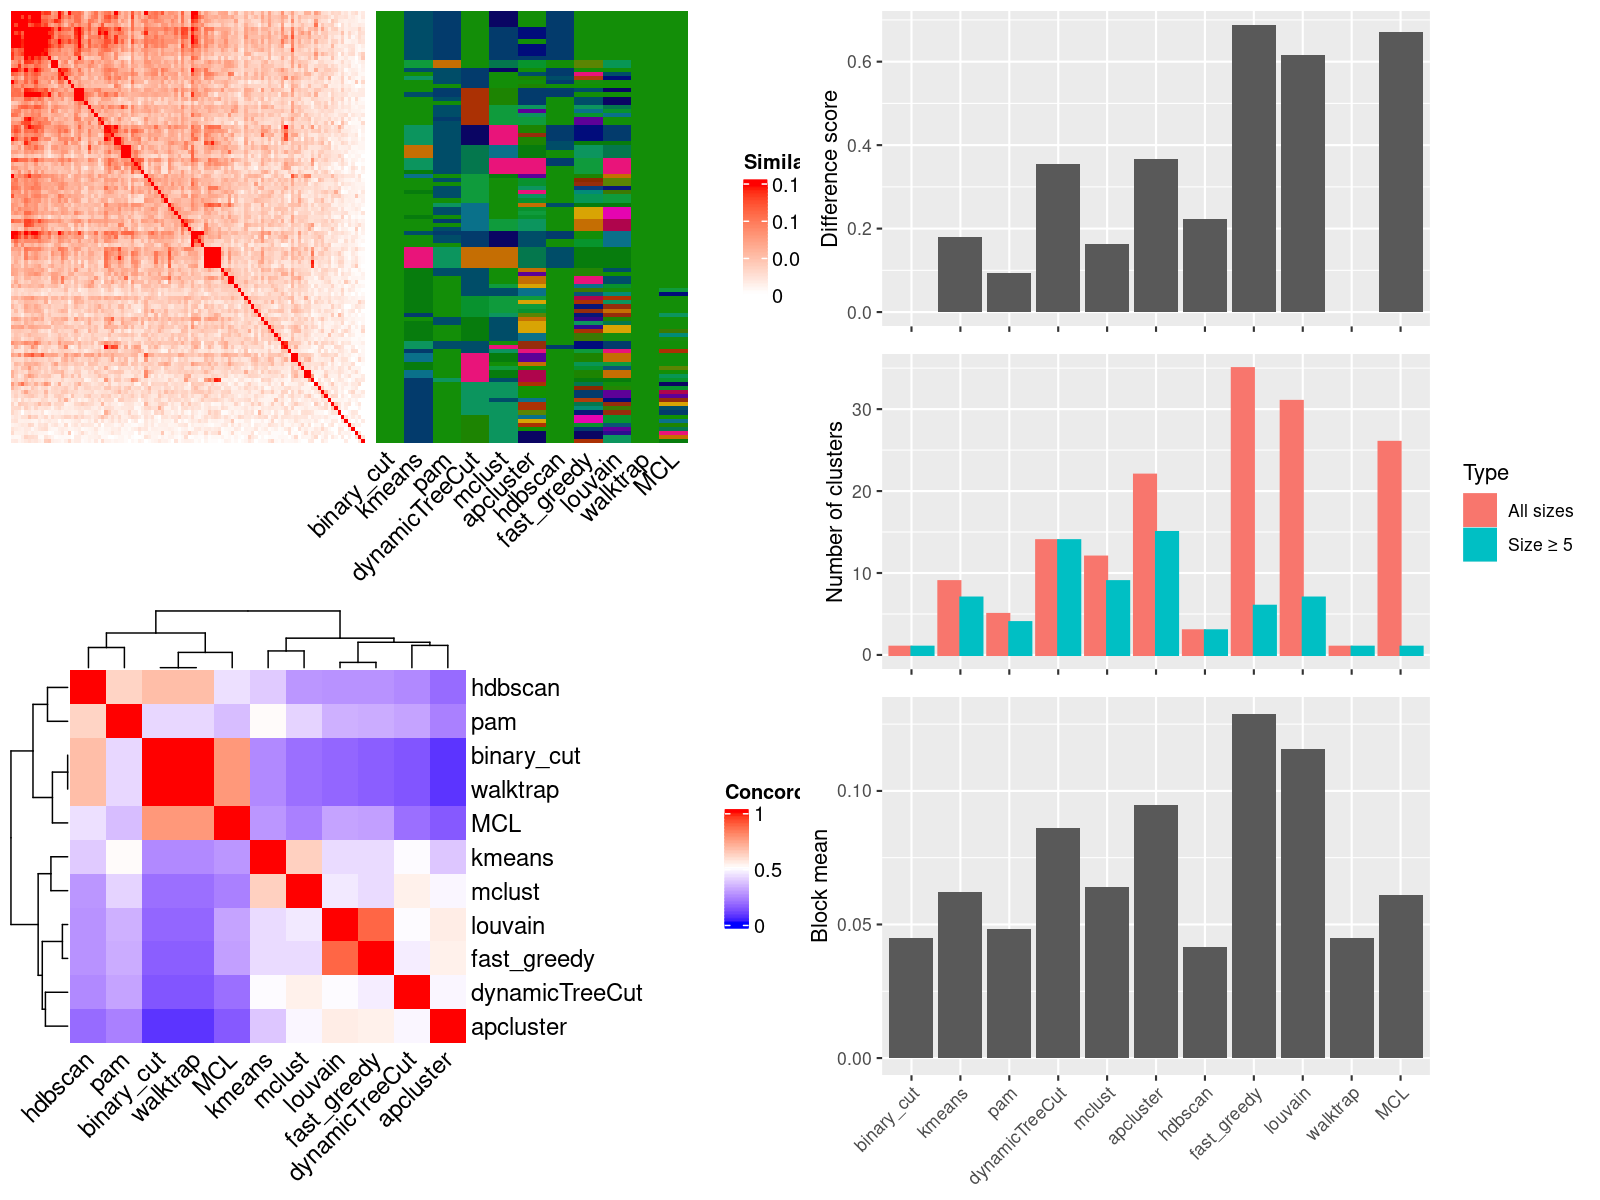 Simila
0.1
0.1
0.0
0
binary_cut
kmeans
pam
dynamicTreeCut
mclust
apcluster
hdbscan
fast_greedy
louvain
walktrap
MCL
hdbscan
pam
binary_cut
walktrap
MCL
kmeans
mclust
louvain
fast_greedy
dynamicTreeCut
apcluster
Concord
1
0.5
0
hdbscan
pam
binary_cut
walktrap
MCL
kmeans
mclust
louvain
fast_greedy
dynamicTreeCut
apcluster
Difference score
0.6
0.4
0.2
0.0
Number of clusters
30
20
10
0
Type
All sizes
Size ≥ 5
Block mean
0.10
0.05
0.00
binary_cut
kmeans
pam
dynamicTreeCut
mclust
apcluster
hdbscan
fast_greedy
louvain
walktrap
MCL